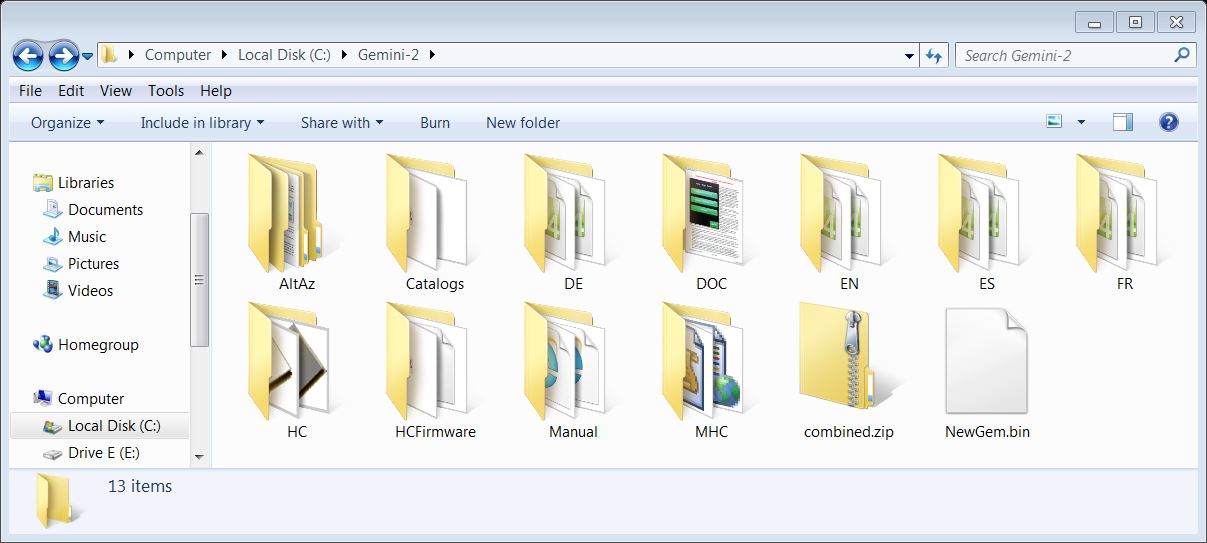 Computer Local Disk (C:) Gemini-2 Search Gemini-2
File Edit View Tools Help
Organize Include in library Share with Burn New folder
Libraries
Documents
Music
Pictures
Videos
Homegroup
Computer
Local Disk (C:)
Drive E (E:)
AltAz Catalogs DE DOC EN ES FR
HC HCFirmware Manual MHC combined.zip NewGem.bin
13 items